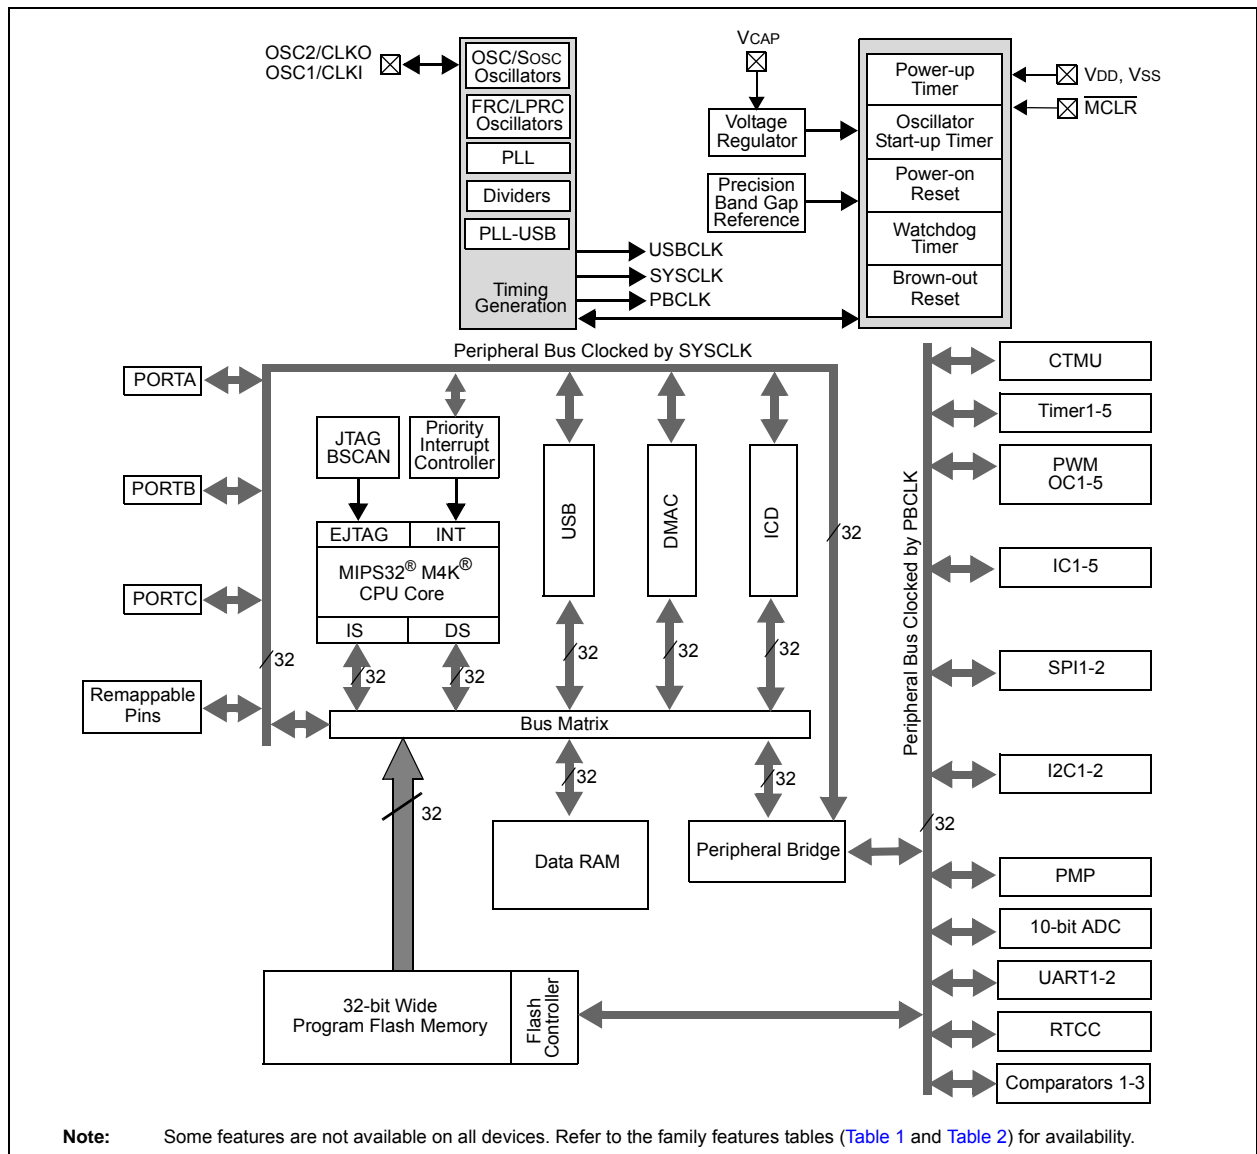 OSC2/CLKO
OSC1/CLKI
OSC/SOSC
Oscillators
FRC/LPRC
Oscillators
PLL
Dividers
PLL-USB
Timing
Generation
USBCLK
SYSCLK
PBCLK
VCAP
Voltage
Regulator
Precision
Band Gap
Reference
Power-up
Timer
Oscillator
Start-up Timer
Power-on
Reset
Watchdog
Timer
Brown-out
Reset
VDD, VSS
MCLR
Peripheral Bus Clocked by SYSCLK
PORTA
PORTB
PORTC
Remappable
Pins
32
JTAG
BSCAN
Priority
Interrupt
Controller
EJTAG
INT
MIPS32® M4K®
CPU Core
IS
DS
32
32
USB
32
DMAC
32
ICD
32
32
Bus Matrix
32
32
32
Data RAM
Peripheral Bridge
32-bit Wide
Program Flash Memory
Flash
Controller
Peripheral Bus Clocked by PBCLK
32
CTMU
Timer1-5
PWM
OC1-5
IC1-5
SPI1-2
I2C1-2
PMP
10-bit ADC
UART1-2
RTCC
Comparators 1-3
Note: Some features are not available on all devices. Refer to the family features tables (Table 1 and Table 2) for availability.